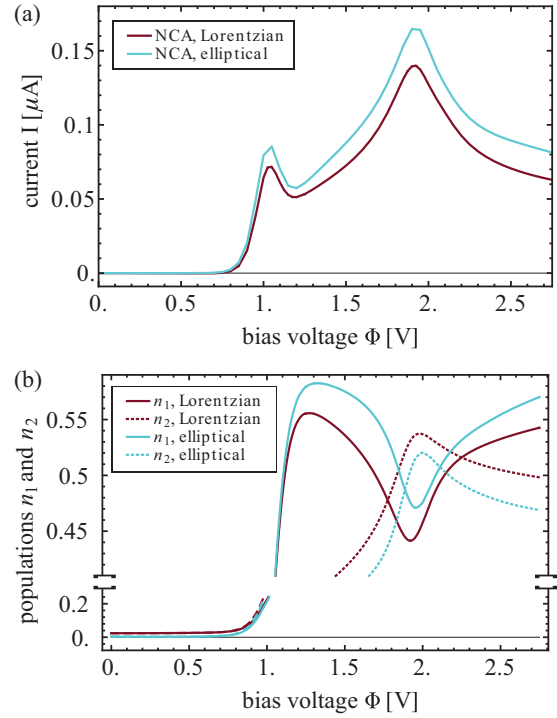 (a)
NCA, Lorentzian
NCA, elliptical
current I [μA]
0.15
0.1
0.05
0.
0. 0.5 1. 1.5 2. 2.5
bias voltage Φ [V]
(b)
n₁, Lorentzian
n₂, Lorentzian
n₁, elliptical
n₂, elliptical
populations n₁ and n₂
0.55
0.5
0.45
0.2
0.
0. 0.5 1. 1.5 2. 2.5
bias voltage Φ [V]